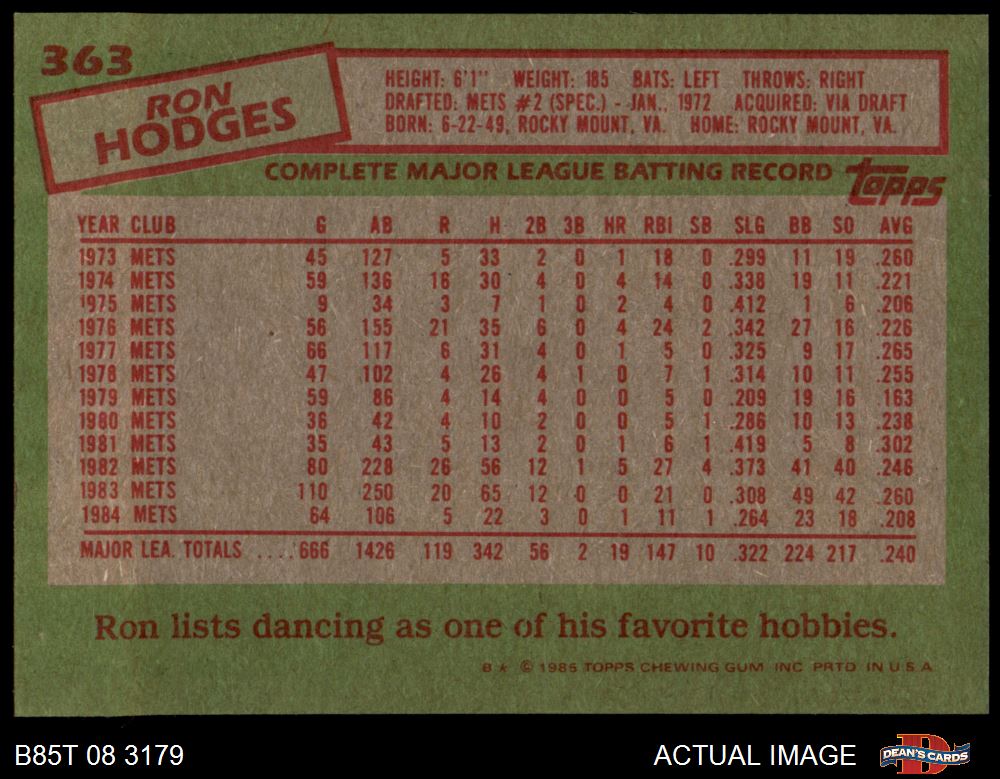 363
RON
HODGES
HEIGHT: 6'1" WEIGHT: 185 BATS: LEFT THROWS: RIGHT
DRAFTED: METS #2 (SPEC.) - JAN., 1972 ACQUIRED: VIA DRAFT
BORN: 6-22-49, ROCKY MOUNT, VA. HOME: ROCKY MOUNT, VA.
COMPLETE MAJOR LEAGUE BATTING RECORD
topps
YEAR CLUB G AB R H 2B 3B HR RBI SB SLG BB SO AVG
1973 METS 45 127 5 33 2 0 1 18 0 .299 11 19 .260
1974 METS 59 136 16 30 4 0 4 14 0 .338 19 11 .221
1975 METS 9 34 3 7 1 0 2 4 0 .412 1 6 .206
1976 METS 56 155 21 35 6 0 4 24 2 .342 27 16 .226
1977 METS 66 117 6 31 4 0 1 5 0 .325 9 17 .265
1978 METS 47 102 4 26 4 1 0 7 1 .314 10 11 .255
1979 METS 59 86 4 14 4 0 0 5 0 .209 19 16 .163
1980 METS 36 42 4 10 2 0 0 5 1 .286 10 13 .238
1981 METS 35 43 5 13 2 0 1 6 1 .419 5 8 .302
1982 METS 80 228 26 56 12 1 5 27 4 .373 41 40 .246
1983 METS 110 250 20 65 12 0 0 21 0 .308 49 42 .260
1984 METS 64 106 5 22 3 0 1 11 1 .264 23 18 .208
MAJOR LEA. TOTALS .... 666 1426 119 342 56 2 19 147 10 .322 224 217 .240
Ron lists dancing as one of his favorite hobbies.
B * © 1985 TOPPS CHEWING GUM, INC. PRTD. IN U.S.A.
B85T 08 3179
ACTUAL IMAGE
D
DEAN'S CARDS